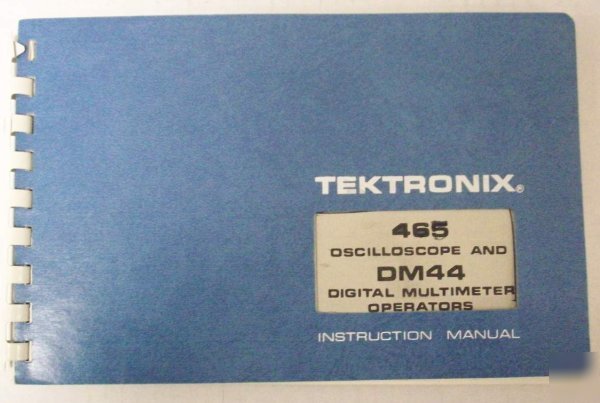 TEKTRONIX®
465
OSCILLOSCOPE AND
DM44
DIGITAL MULTIMETER
OPERATORS
INSTRUCTION MANUAL